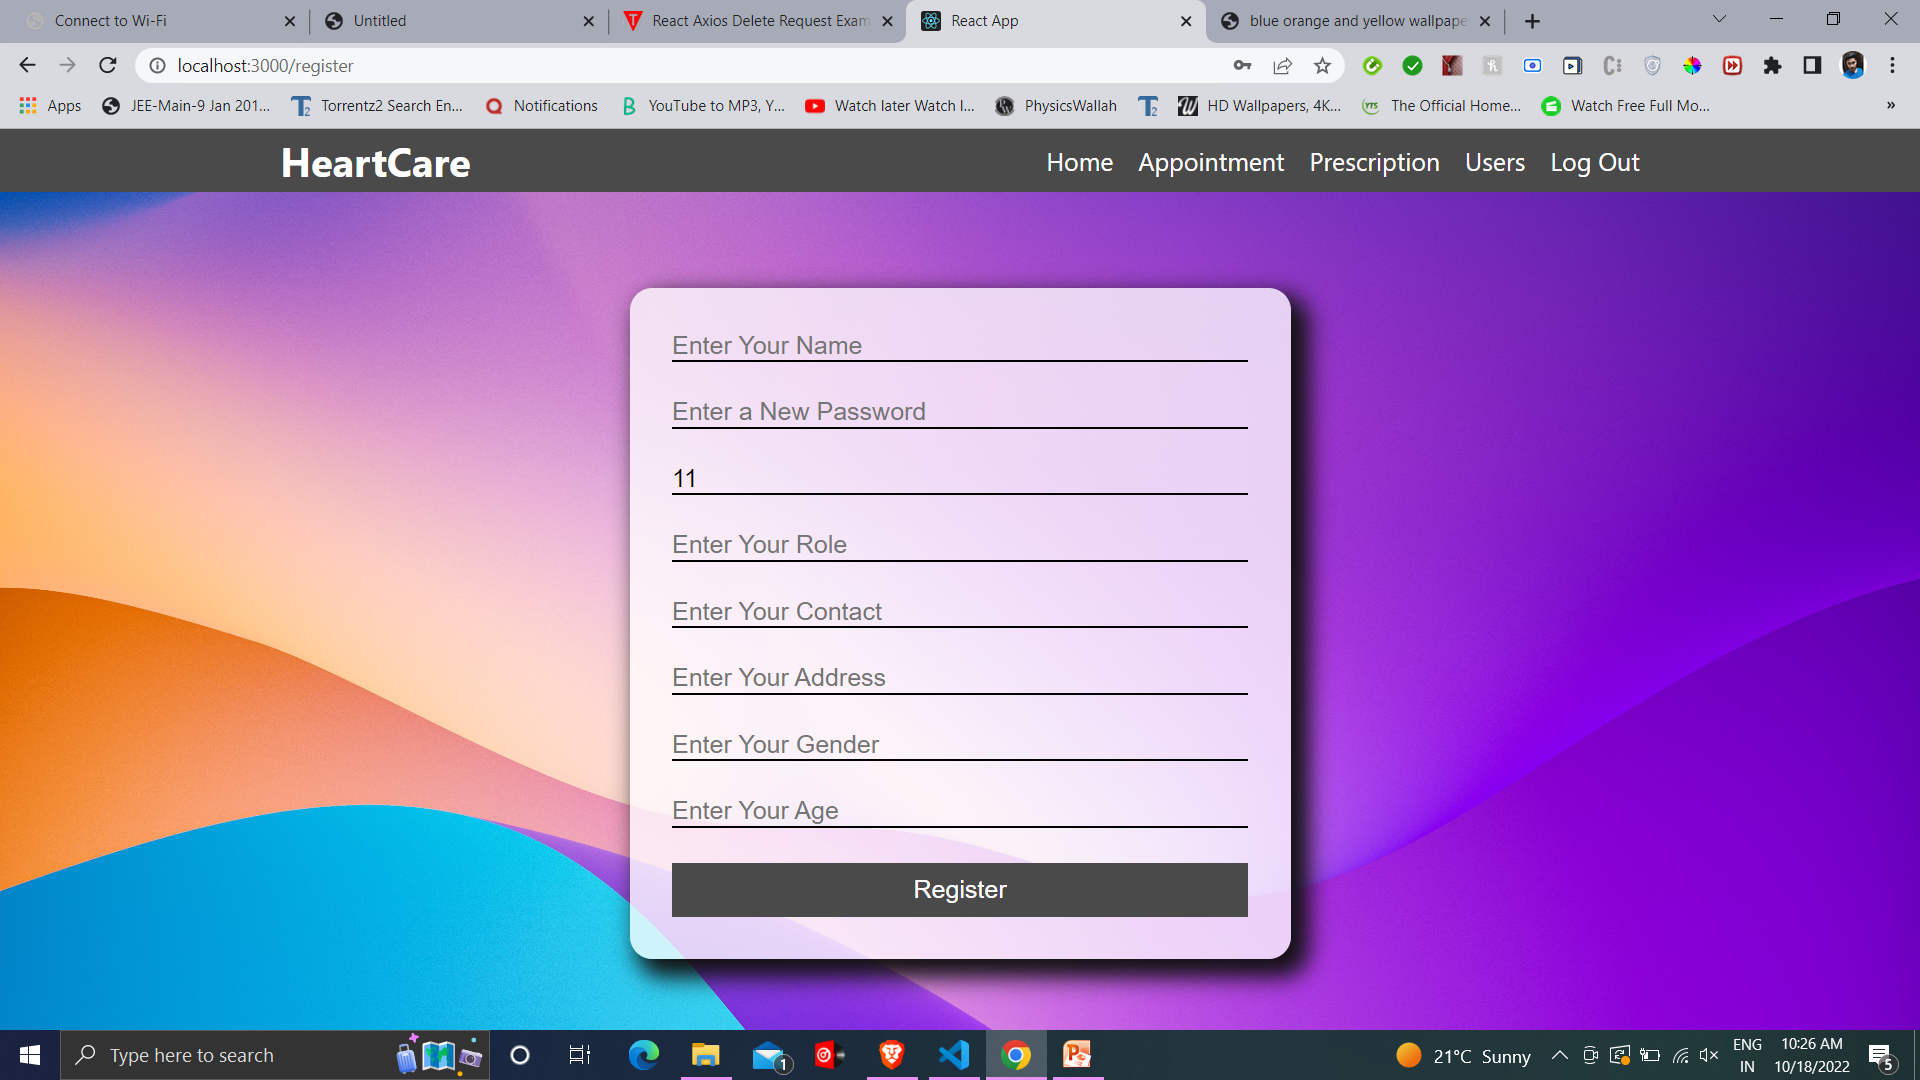 Connect to Wi-Fi
Untitled
React Axios Delete Request Exam
React App
blue orange and yellow wallpape
localhost:3000/register
Apps
JEE-Main-9 Jan 201...
Torrentz2 Search En...
Notifications
YouTube to MP3, Y...
Watch later Watch l...
PhysicsWallah
HD Wallpapers, 4K...
The Official Home...
Watch Free Full Mo...
»
HeartCare
Home
Appointment
Prescription
Users
Log Out
Enter Your Name
Enter a New Password
11
Enter Your Role
Enter Your Contact
Enter Your Address
Enter Your Gender
Enter Your Age
Register
Type here to search
1
21°C Sunny
ENG
IN
10:26 AM
10/18/2022
5